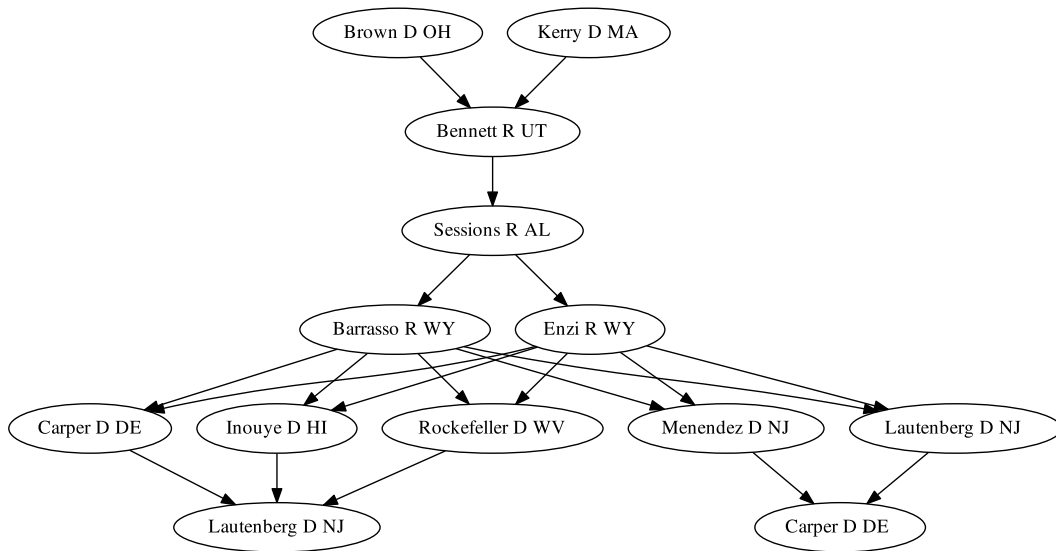 Brown D OH
Kerry D MA
Bennett R UT
Sessions R AL
Barrasso R WY
Enzi R WY
Carper D DE
Inouye D HI
Rockefeller D WV
Menendez D NJ
Lautenberg D NJ
Lautenberg D NJ
Carper D DE